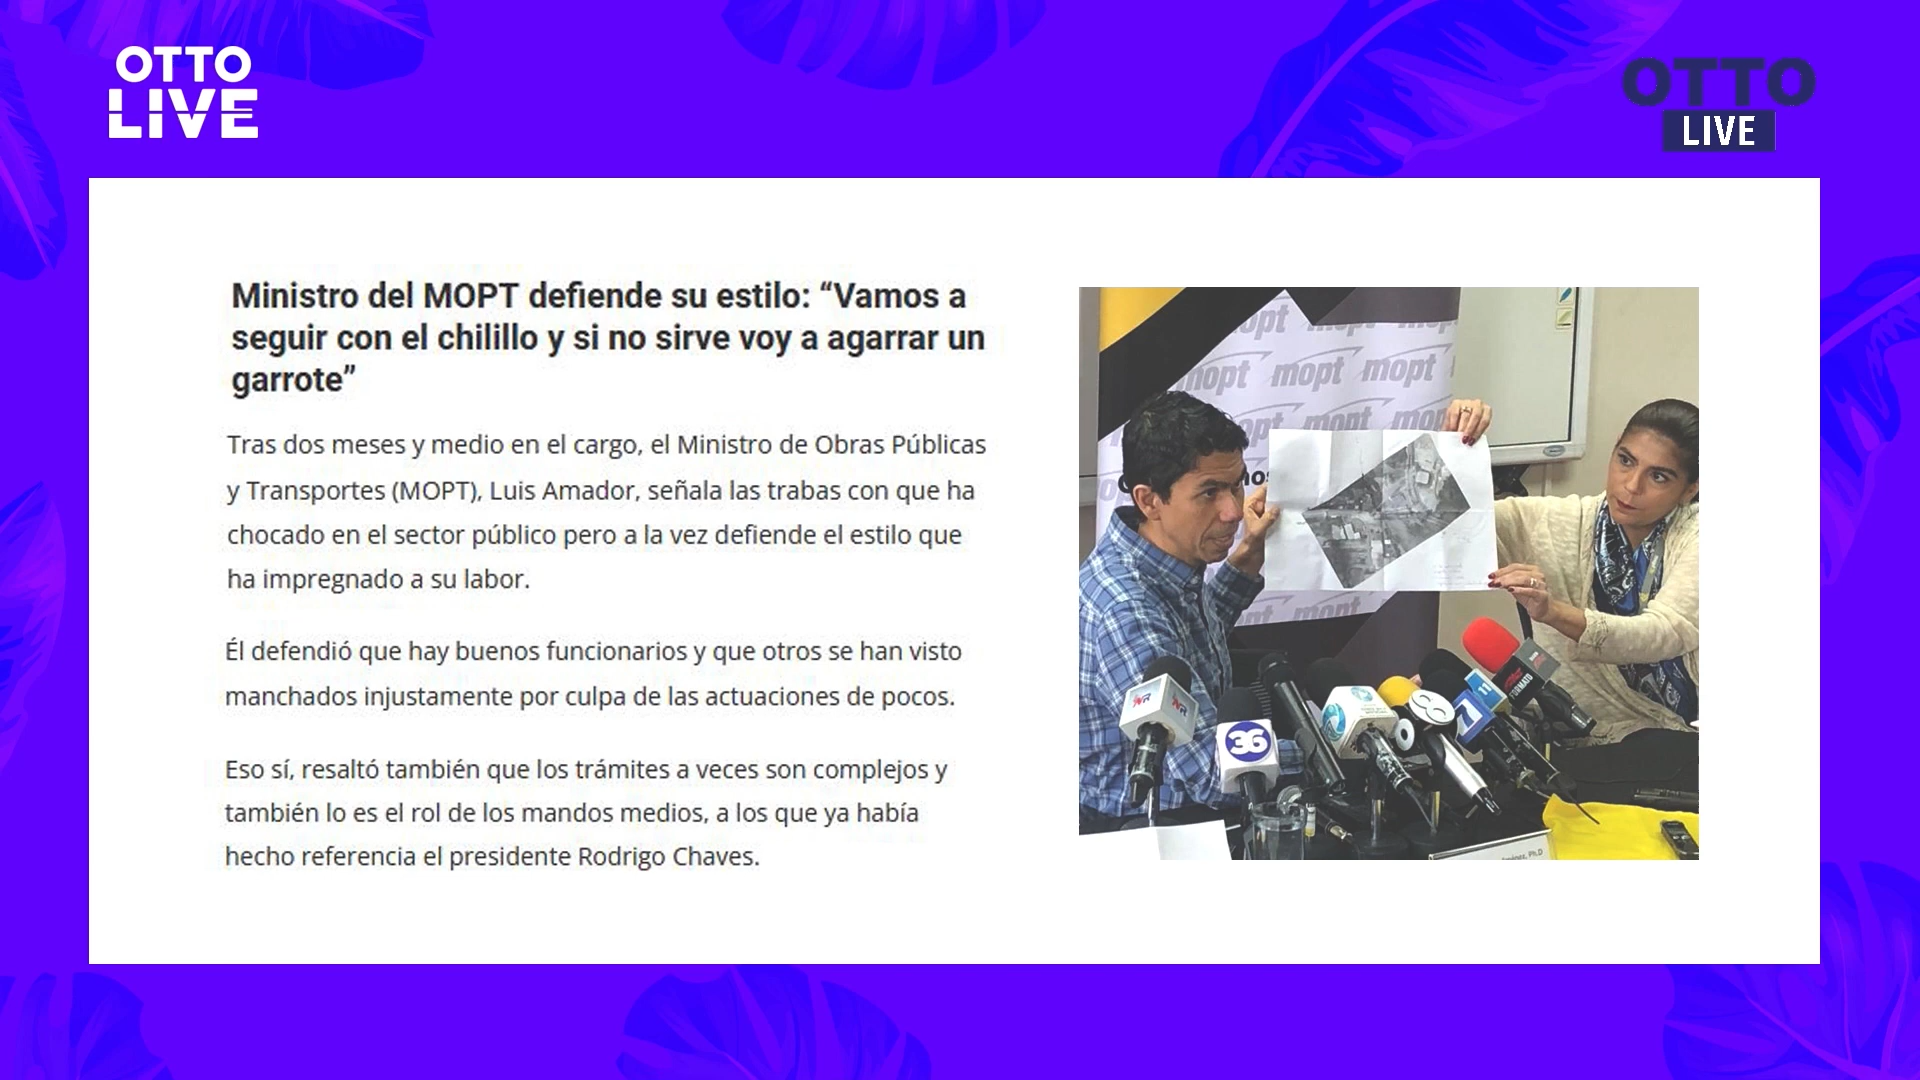 OTTO
LIVE
OTTO
LIVE
Ministro del MOPT defiende su estilo: “Vamos a
seguir con el chilillo y si no sirve voy a agarrar un
garrote”
Tras dos meses y medio en el cargo, el Ministro de Obras Públicas
y Transportes (MOPT), Luis Amador, señala las trabas con que ha
chocado en el sector público pero a la vez defiende el estilo que
ha impregnado a su labor.
Él defendió que hay buenos funcionarios y que otros se han visto
manchados injustamente por culpa de las actuaciones de pocos.
Eso sí, resaltó también que los trámites a veces son complejos y
también lo es el rol de los mandos medios, a los que ya había
hecho referencia el presidente Rodrigo Chaves.
mopt mopt
mopt mopt
mopt
36
Ph.D